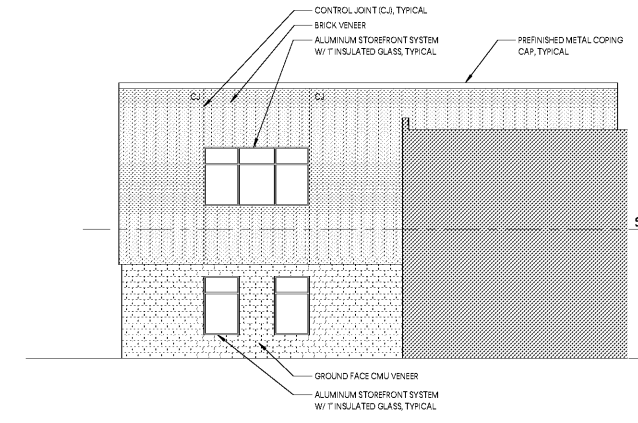 CONTROL JOINT (CJ), TYPICAL
BRICK VENEER
ALUMINUM STOREFRONT SYSTEM
W/ 1" INSULATED GLASS, TYPICAL
PREFINISHED METAL COPING
CAP, TYPICAL
CJ
CJ
S
GROUND FACE CMU VENEER
ALUMINUM STOREFRONT SYSTEM
W/ 1" INSULATED GLASS, TYPICAL